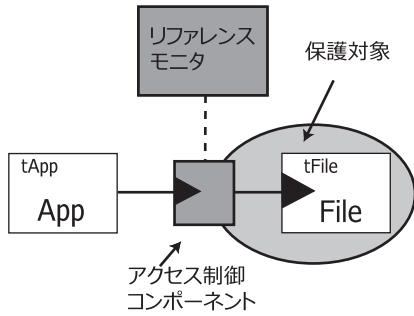 リファレンス
モニタ
保護対象
tApp
App
tFile
File
アクセス制御
コンポーネント